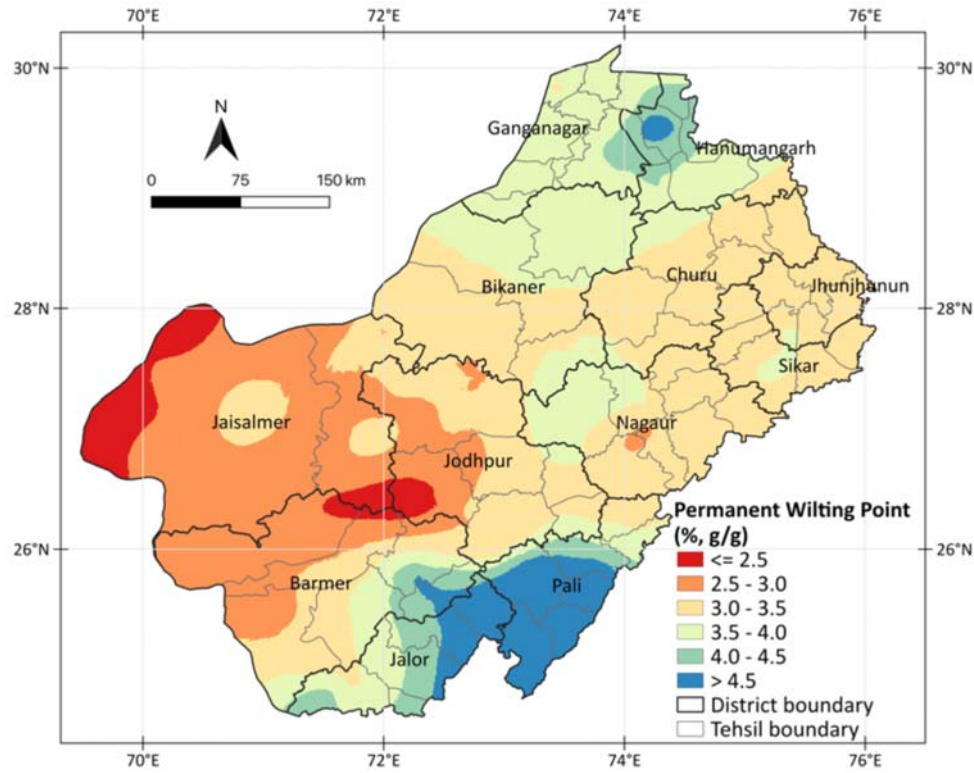 70°E 72°E 74°E 76°E
30°N 30°N
N
Ganganagar
Hanumangarh
0 75 150 km
Churu
Bikaner
Jhunjhanun
28°N 28°N
Sikar
Jaisalmer
Nagaur
Jodhpur
Permanent Wilting Point
(%, g/g)
<= 2.5
26°N 26°N
2.5 - 3.0
Barmer
Pali
3.0 - 3.5
3.5 - 4.0
Jalor
4.0 - 4.5
> 4.5
District boundary
Tehsil boundary
70°E 72°E 74°E 76°E